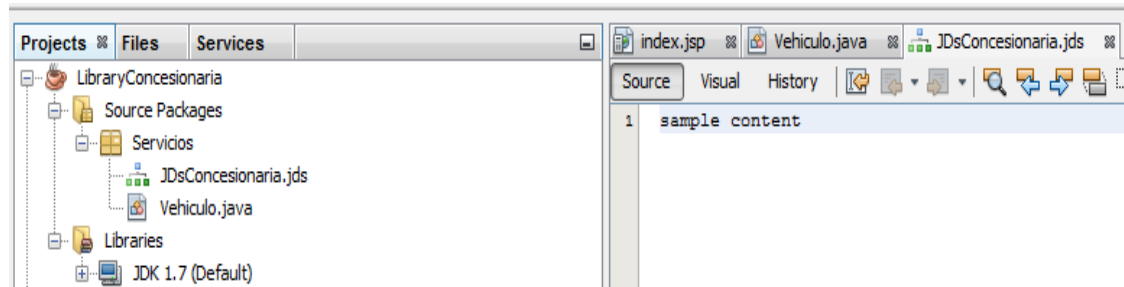 Projects Files Services
LibraryConcesionaria
Source Packages
Servicios
JDsConcesionaria.jds
Vehiculo.java
Libraries
JDK 1.7 (Default)
index.jsp Vehiculo.java JDsConcesionaria.jds
Source Visual History
1 sample content